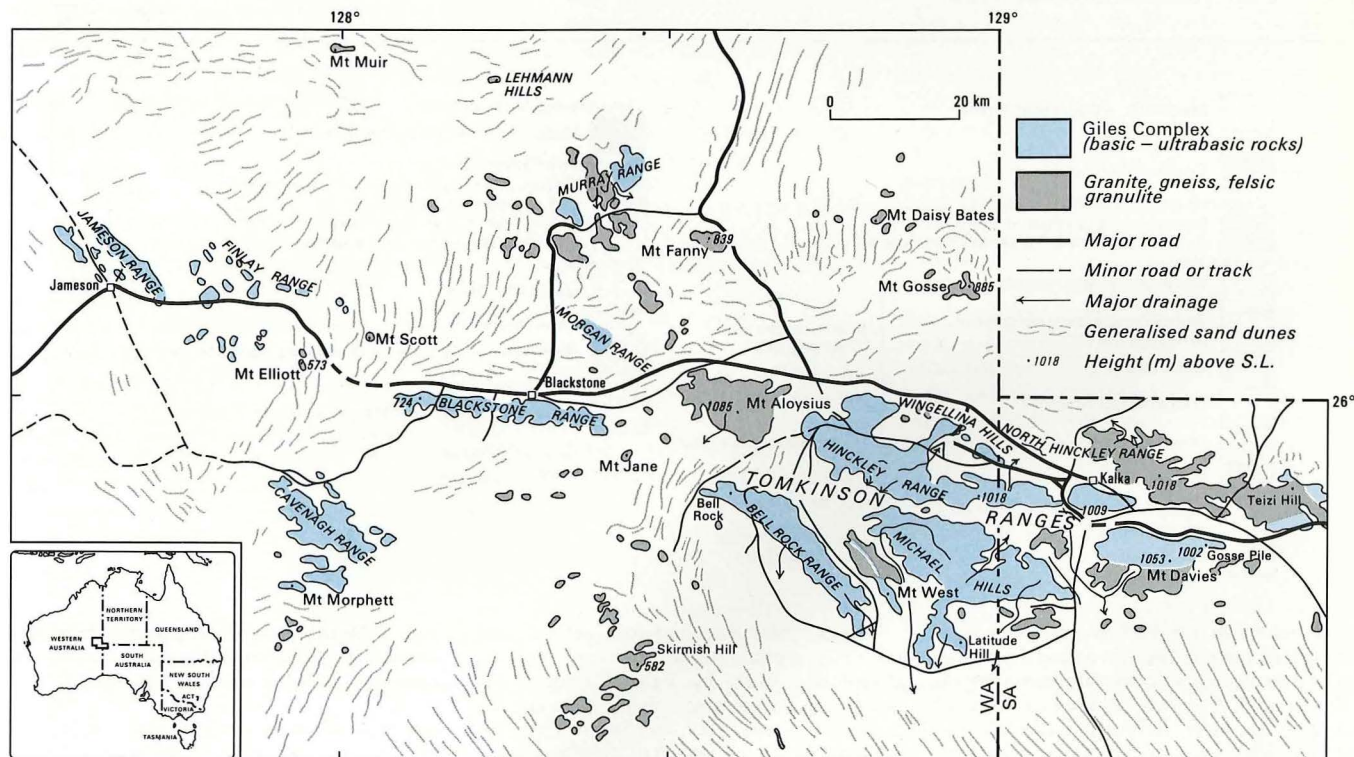 128°
129°
Mt Muir
LEHMANN
HILLS
0 20 km
Giles Complex
(basic – ultrabasic rocks)
Granite, gneiss, felsic
granulite
Major road
Minor road or track
Major drainage
Generalised sand dunes
1018 Height (m) above S.L.
MURRAY RANGE
Mt Daisy Bates
Mt Fanny
839
Mt Gosse
885
JAMESON RANGE
FINLAY RANGE
Jameson
MORGAN RANGE
Mt Scott
Mt Elliott
573
Blackstone
724
BLACKSTONE RANGE
1085
Mt Aloysius
26°
WINGELLINA HILLS
NORTH HINCKLEY RANGE
Mt Jane
HINCKLEY
RANGE
1018
Kalka
1018
Teizi Hill
TOMKINSON
RANGES
1009
Bell
Rock
BELL ROCK RANGE
CAVENAGH RANGE
MICHAEL
HILLS
1053
1002
Gosse Pile
Mt Davies
Mt Morphett
Mt West
Latitude
Hill
Skirmish Hill
582
WA
SA
NORTHERN
TERRITORY
QUEENSLAND
WESTERN
AUSTRALIA
SOUTH
AUSTRALIA
NEW SOUTH
WALES
ACT
VICTORIA
TASMANIA